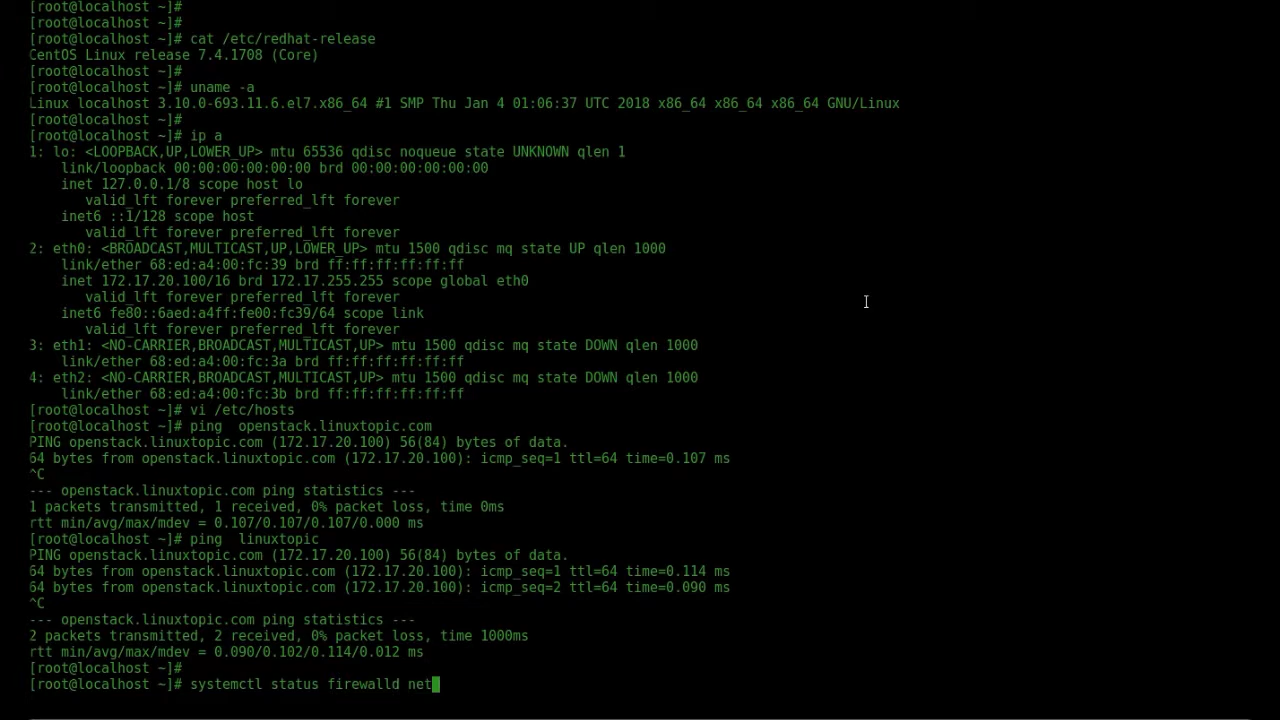 [root@localhost ~]#
[root@localhost ~]#
[root@localhost ~]# cat /etc/redhat-release
CentOS Linux release 7.4.1708 (Core)
[root@localhost ~]#
[root@localhost ~]# uname -a
Linux localhost 3.10.0-693.11.6.el7.x86_64 #1 SMP Thu Jan 4 01:06:37 UTC 2018 x86_64 x86_64 x86_64 GNU/Linux
[root@localhost ~]#
[root@localhost ~]# ip a
1: lo: <LOOPBACK,UP,LOWER_UP> mtu 65536 qdisc noqueue state UNKNOWN qlen 1
    link/loopback 00:00:00:00:00:00 brd 00:00:00:00:00:00
    inet 127.0.0.1/8 scope host lo
       valid_lft forever preferred_lft forever
    inet6 ::1/128 scope host
       valid_lft forever preferred_lft forever
2: eth0: <BROADCAST,MULTICAST,UP,LOWER_UP> mtu 1500 qdisc mq state UP qlen 1000
    link/ether 68:ed:a4:00:fc:39 brd ff:ff:ff:ff:ff:ff
    inet 172.17.20.100/16 brd 172.17.255.255 scope global eth0
       valid_lft forever preferred_lft forever
    inet6 fe80::6aed:a4ff:fe00:fc39/64 scope link
       valid_lft forever preferred_lft forever
3: eth1: <NO-CARRIER,BROADCAST,MULTICAST,UP> mtu 1500 qdisc mq state DOWN qlen 1000
    link/ether 68:ed:a4:00:fc:3a brd ff:ff:ff:ff:ff:ff
4: eth2: <NO-CARRIER,BROADCAST,MULTICAST,UP> mtu 1500 qdisc mq state DOWN qlen 1000
    link/ether 68:ed:a4:00:fc:3b brd ff:ff:ff:ff:ff:ff
[root@localhost ~]# vi /etc/hosts
[root@localhost ~]# ping  openstack.linuxtopic.com
PING openstack.linuxtopic.com (172.17.20.100) 56(84) bytes of data.
64 bytes from openstack.linuxtopic.com (172.17.20.100): icmp_seq=1 ttl=64 time=0.107 ms
^C
--- openstack.linuxtopic.com ping statistics ---
1 packets transmitted, 1 received, 0% packet loss, time 0ms
rtt min/avg/max/mdev = 0.107/0.107/0.107/0.000 ms
[root@localhost ~]# ping  linuxtopic
PING openstack.linuxtopic.com (172.17.20.100) 56(84) bytes of data.
64 bytes from openstack.linuxtopic.com (172.17.20.100): icmp_seq=1 ttl=64 time=0.114 ms
64 bytes from openstack.linuxtopic.com (172.17.20.100): icmp_seq=2 ttl=64 time=0.090 ms
^C
--- openstack.linuxtopic.com ping statistics ---
2 packets transmitted, 2 received, 0% packet loss, time 1000ms
rtt min/avg/max/mdev = 0.090/0.102/0.114/0.012 ms
[root@localhost ~]#
[root@localhost ~]# systemctl status firewalld net